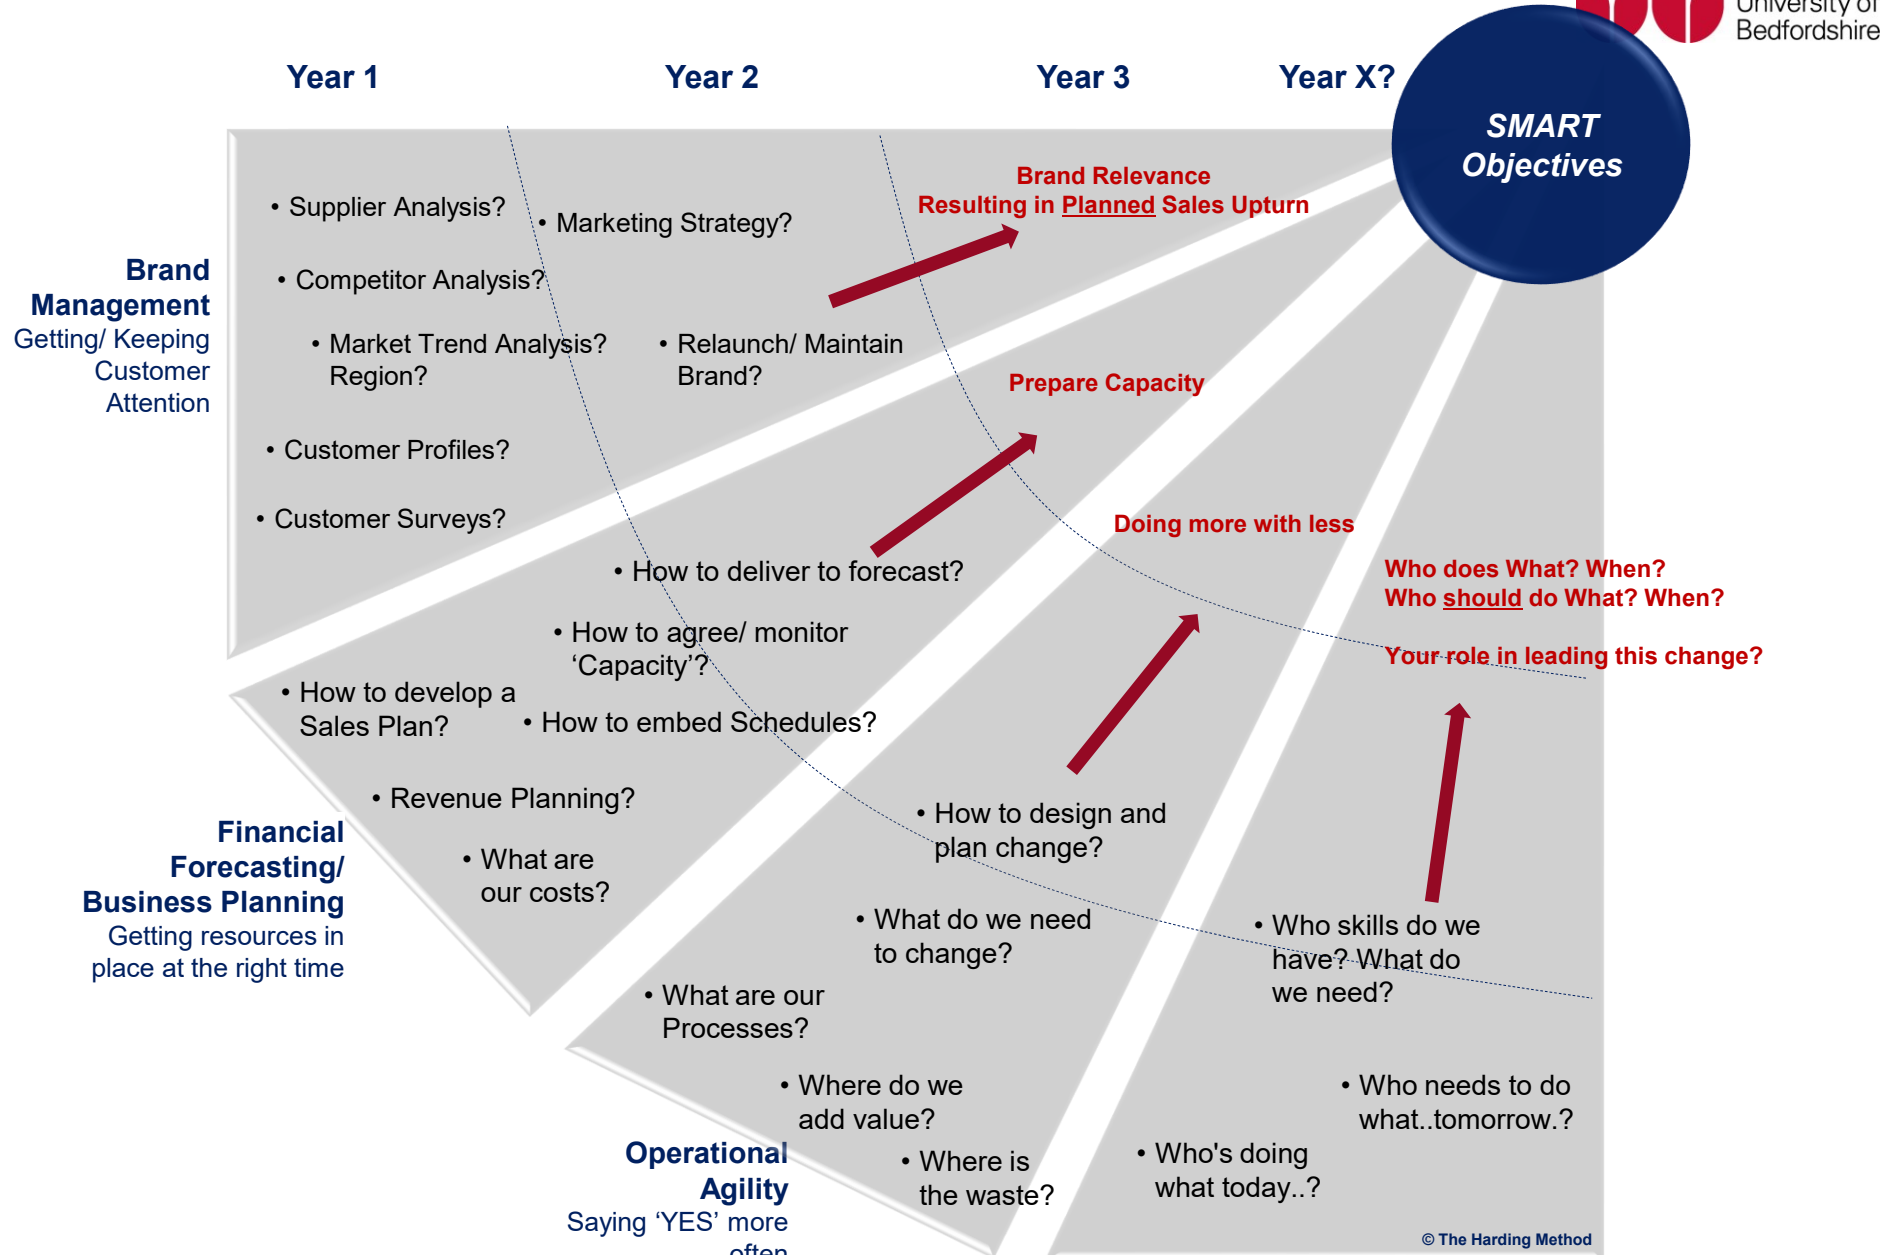 University of
Bedfordshire
Year 1
Year 2
Year 3
Year X?
SMART
Objectives
Brand
Management
Getting/ Keeping
Customer
Attention
• Supplier Analysis?
• Competitor Analysis?
• Market Trend Analysis?
Region?
• Customer Profiles?
• Customer Surveys?
• Marketing Strategy?
• Relaunch/ Maintain
Brand?
Brand Relevance
Resulting in Planned Sales Upturn
Financial
Forecasting/
Business Planning
Getting resources in
place at the right time
• How to develop a
Sales Plan?
• Revenue Planning?
• What are
our costs?
• How to deliver to forecast?
• How to agree/ monitor
‘Capacity’?
• How to embed Schedules?
Prepare Capacity
Operational
Agility
Saying ‘YES’ more
often
• What are our
Processes?
• Where do we
add value?
• Where is
the waste?
• What do we need
to change?
• How to design and
plan change?
Doing more with less
• Who's doing
what today..?
• Who needs to do
what..tomorrow.?
• Who skills do we
have? What do
we need?
Who does What? When?
Who should do What? When?
Your role in leading this change?
© The Harding Method